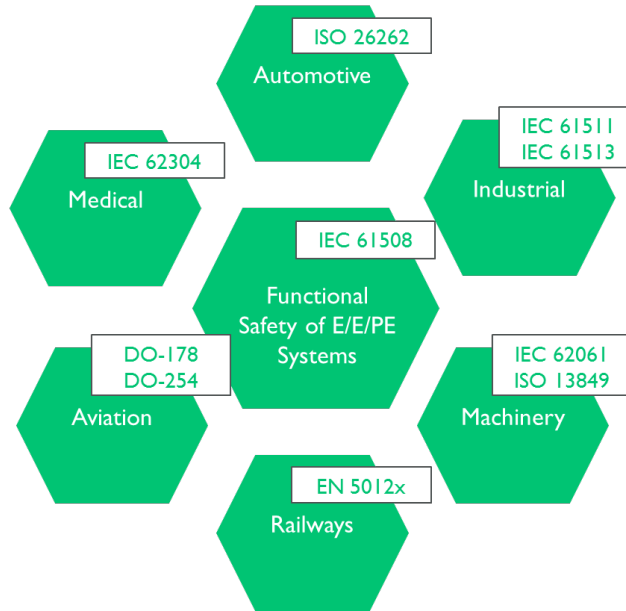 ISO 26262
Automotive
IEC 61511
IEC 61513
Industrial
IEC 62304
Medical
IEC 61508
Functional
Safety of E/E/PE
Systems
DO-178
DO-254
Aviation
IEC 62061
ISO 13849
Machinery
EN 5012x
Railways